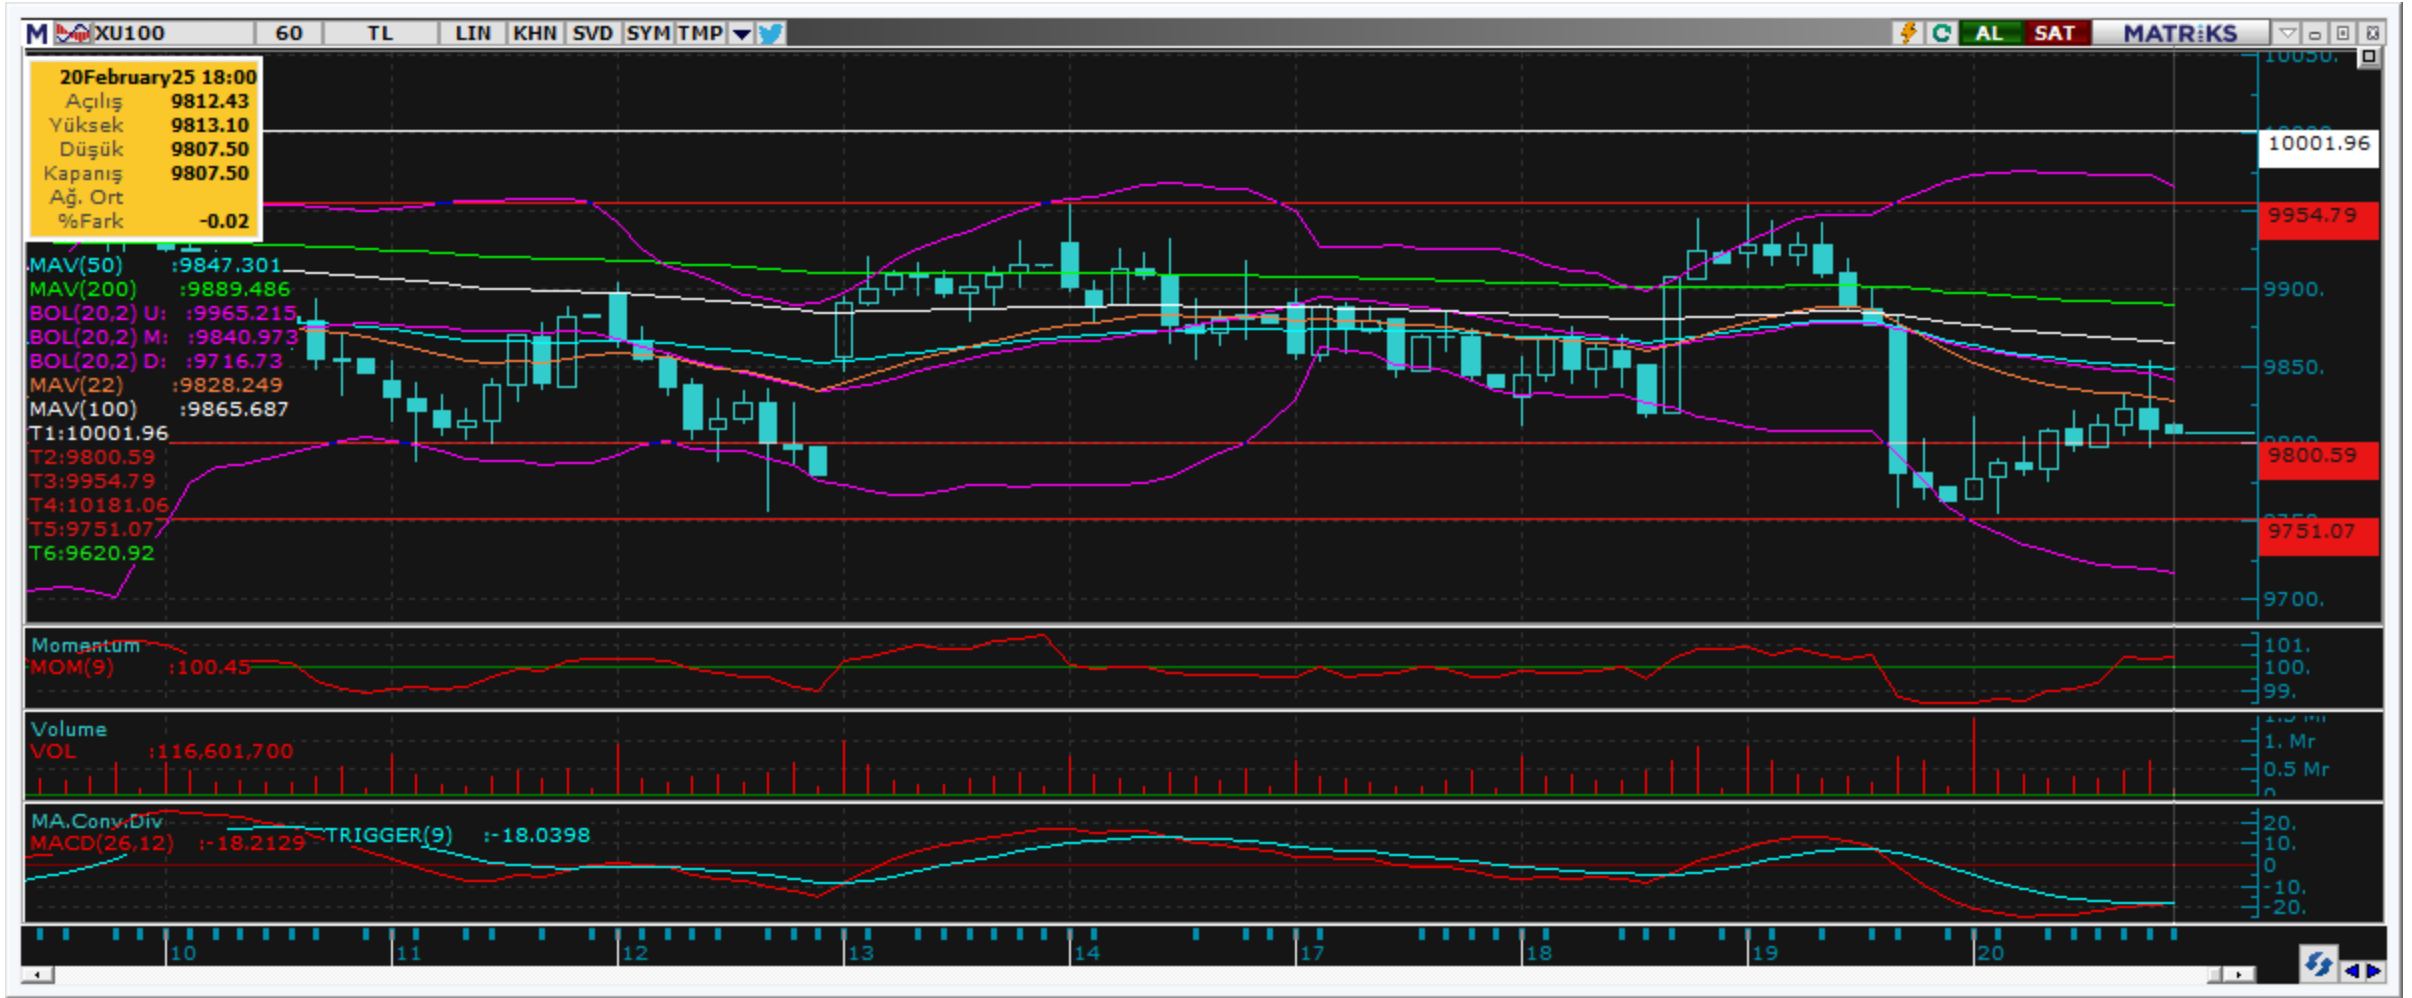 M XU100 60 TL LIN KHN SVD SYM TMP AL SAT MATRiKS
20February25 18:00
Açılış 9812.43
Yüksek 9813.10
Düşük 9807.50
Kapanış 9807.50
Ağ. Ort
%Fark -0.02
MAV(50) :9847.301
MAV(200) :9889.486
BOL(20,2) U: :9965.215
BOL(20,2) M: :9840.973
BOL(20,2) D: :9716.73
MAV(22) :9828.249
MAV(100) :9865.687
T1:10001.96
T2:9800.59
T3:9954.79
T4:10181.06
T5:9751.07
T6:9620.92
10050.
10001.96
9954.79
9900.
9850.
9800.59
9751.07
9700.
Momentum
MOM(9) :100.45
101.
100.
99.
Volume
VOL :116,601,700
1. Mr
0.5 Mr
0
MA.Conv.Div
MACD(26,12) :-18.2129 TRIGGER(9) :-18.0398
20.
10.
0
-10.
-20.
10 11 12 13 14 17 18 19 20